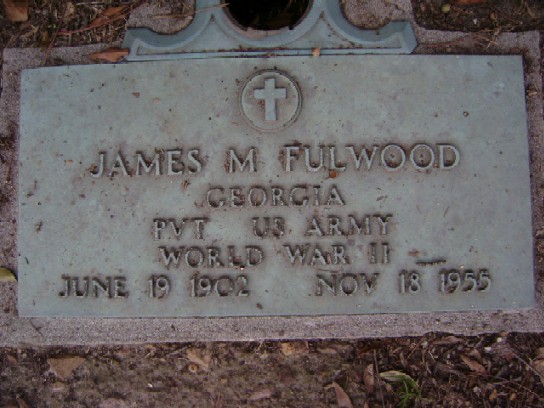 JAMES M FULWOOD
GEORGIA
PVT US ARMY
WORLD WAR II
JUNE 19 1902 NOV 18 1955